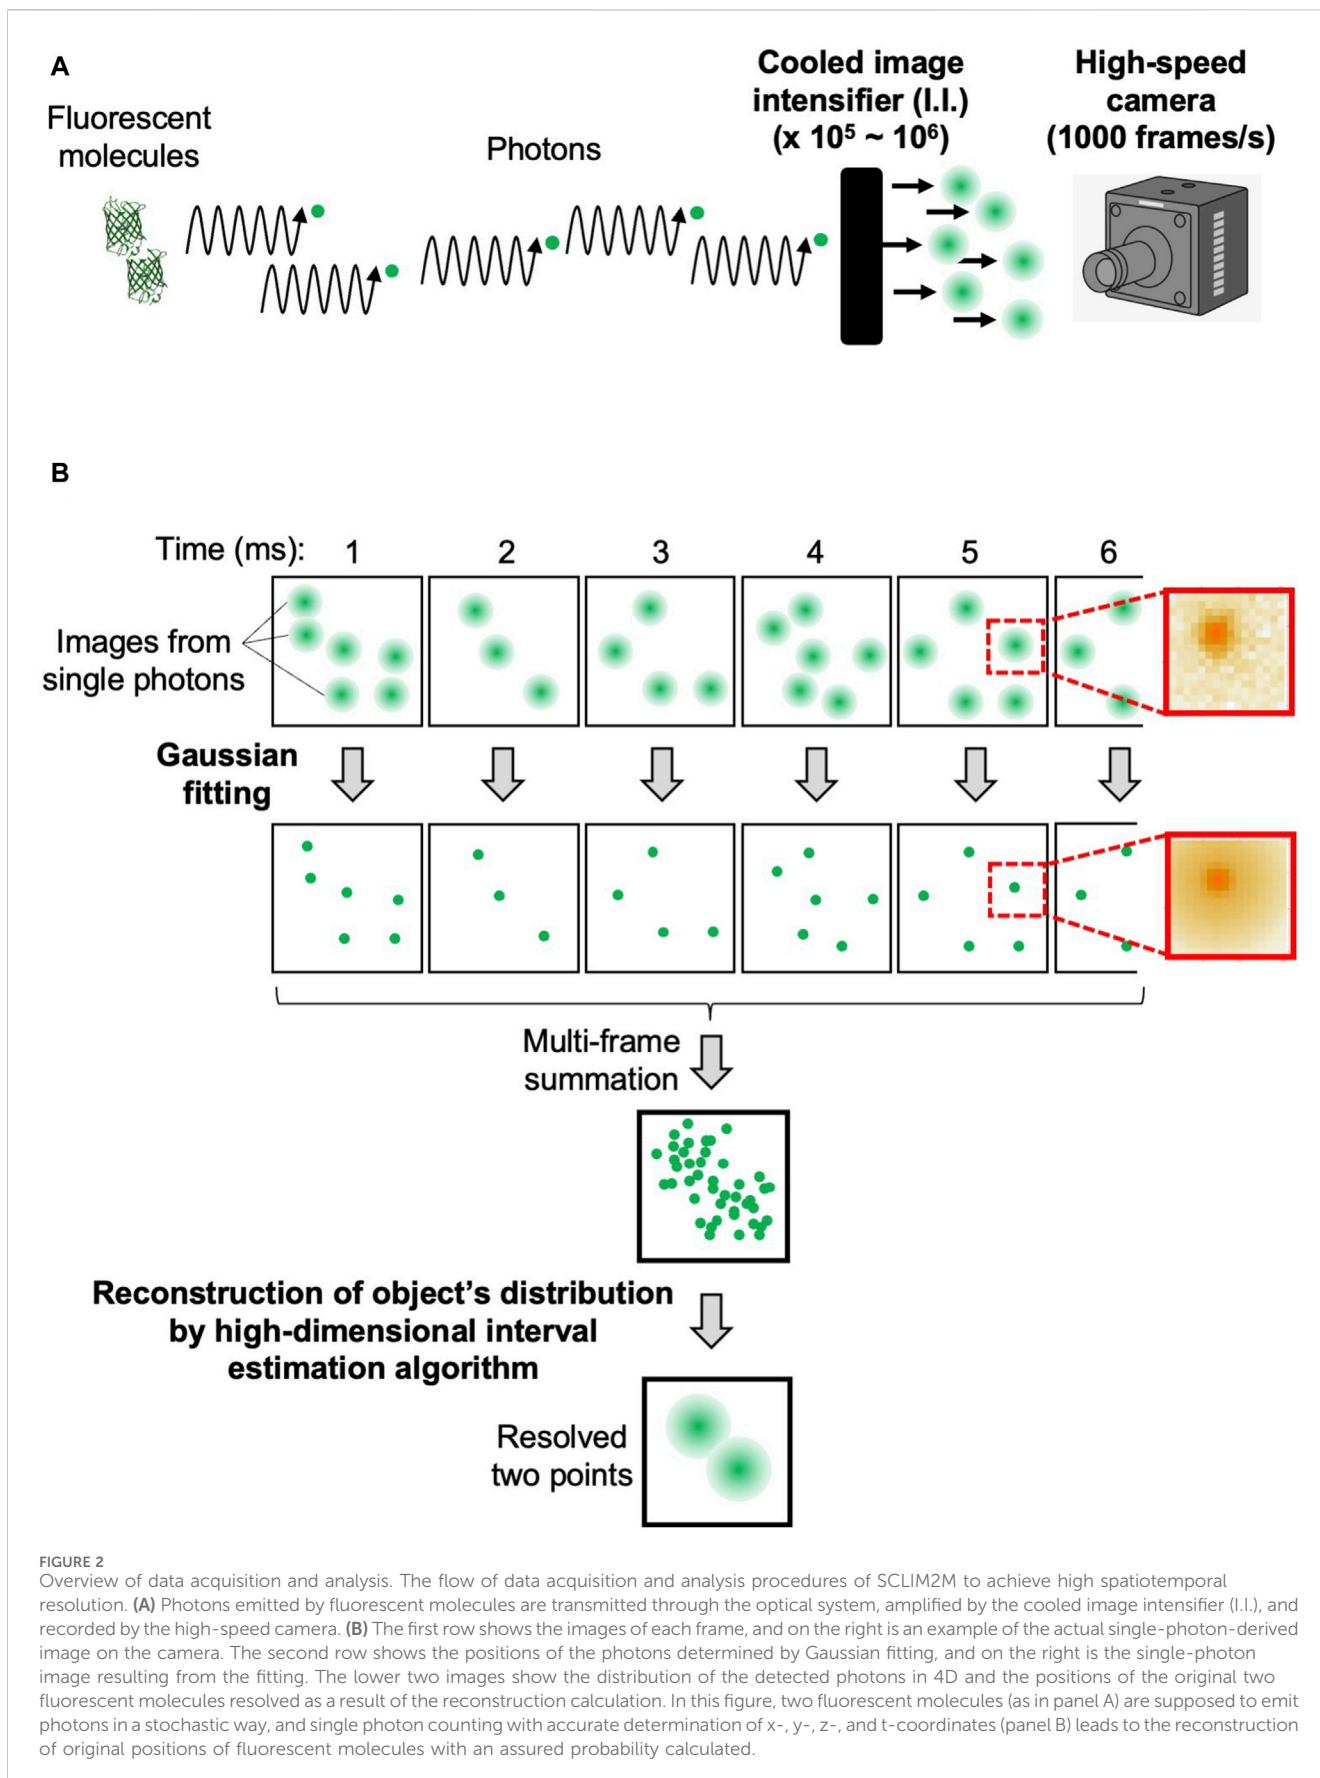 A
Fluorescent
molecules
Photons
Cooled image
intensifier (I.I.)
(x 10⁵ ~ 10⁶)
High-speed
camera
(1000 frames/s)
B
Time (ms): 1 2 3 4 5 6
Images from
single photons
Gaussian
fitting
Multi-frame
summation
Reconstruction of object's distribution
by high-dimensional interval
estimation algorithm
Resolved
two points
FIGURE 2
Overview of data acquisition and analysis. The flow of data acquisition and analysis procedures of SCLIM2M to achieve high spatiotemporal
resolution. (A) Photons emitted by fluorescent molecules are transmitted through the optical system, amplified by the cooled image intensifier (I.I.), and
recorded by the high-speed camera. (B) The first row shows the images of each frame, and on the right is an example of the actual single-photon-derived
image on the camera. The second row shows the positions of the photons determined by Gaussian fitting, and on the right is the single-photon
image resulting from the fitting. The lower two images show the distribution of the detected photons in 4D and the positions of the original two
fluorescent molecules resolved as a result of the reconstruction calculation. In this figure, two fluorescent molecules (as in panel A) are supposed to emit
photons in a stochastic way, and single photon counting with accurate determination of x-, y-, z-, and t-coordinates (panel B) leads to the reconstruction
of original positions of fluorescent molecules with an assured probability calculated.